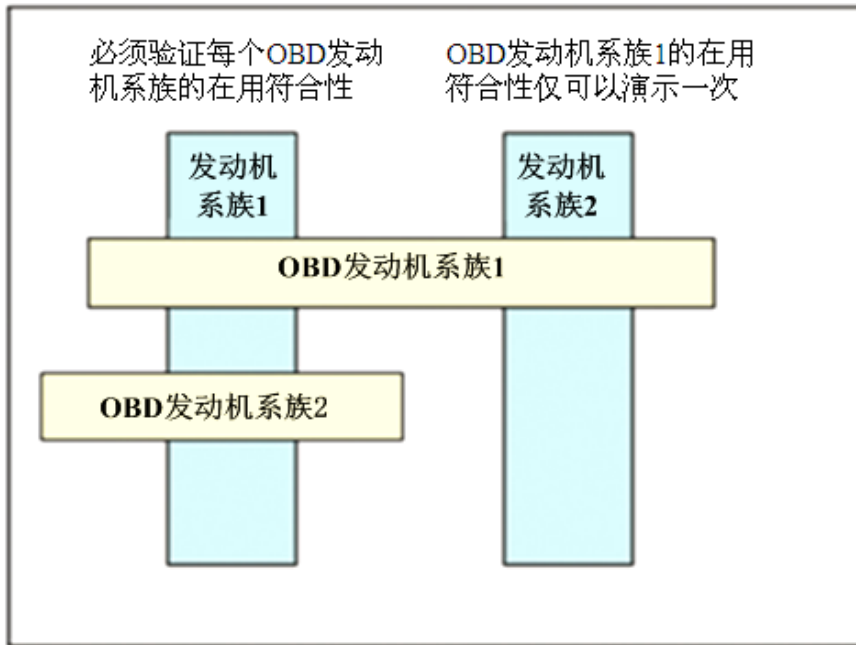 必须验证每个OBD发动
机系族的在用符合性
OBD发动机系族1的在用
符合性仅可以演示一次
发动机
系族1
发动机
系族2
OBD发动机系族1
OBD发动机系族2